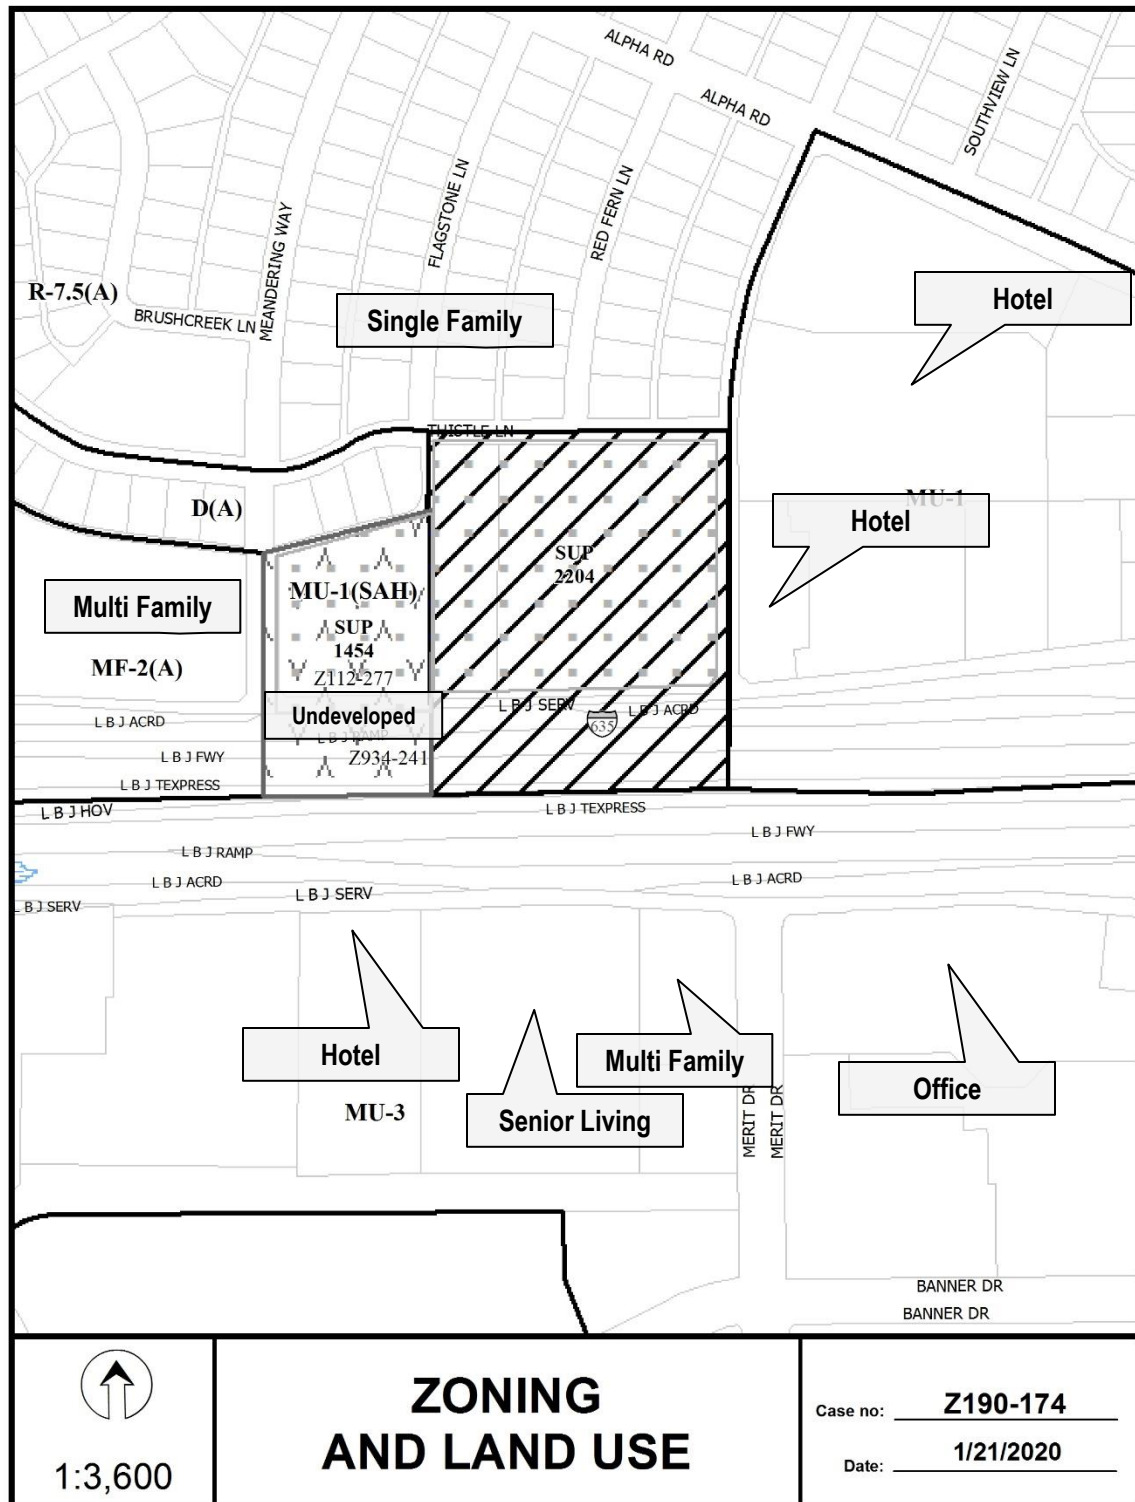 ALPHA RD
ALPHA RD
SOUTHVIEW LN
FLAGSTONE LN
RED FERN LN
MEANDERING WAY
R-7.5(A)
BRUSHCREEK LN
Single Family
Hotel
THISTLE LN
D(A)
MU-1
Hotel
SUP
2204
MU-1(SAH)
Multi Family
SUP
1454
MF-2(A)
Z112-277
Undeveloped
L B J SERV
L B J ACRD
L B J ACRD
635
L B J RAMP
L B J FWY
Z934-241
L B J TEXPRESS
L B J HOV
L B J TEXPRESS
L B J FWY
L B J RAMP
L B J ACRD
L B J ACRD
L B J SERV
L B J SERV
Hotel
Multi Family
Office
Senior Living
MU-3
MERIT DR
MERIT DR
BANNER DR
BANNER DR
1:3,600
ZONING
AND LAND USE
Case no: Z190-174
Date: 1/21/2020